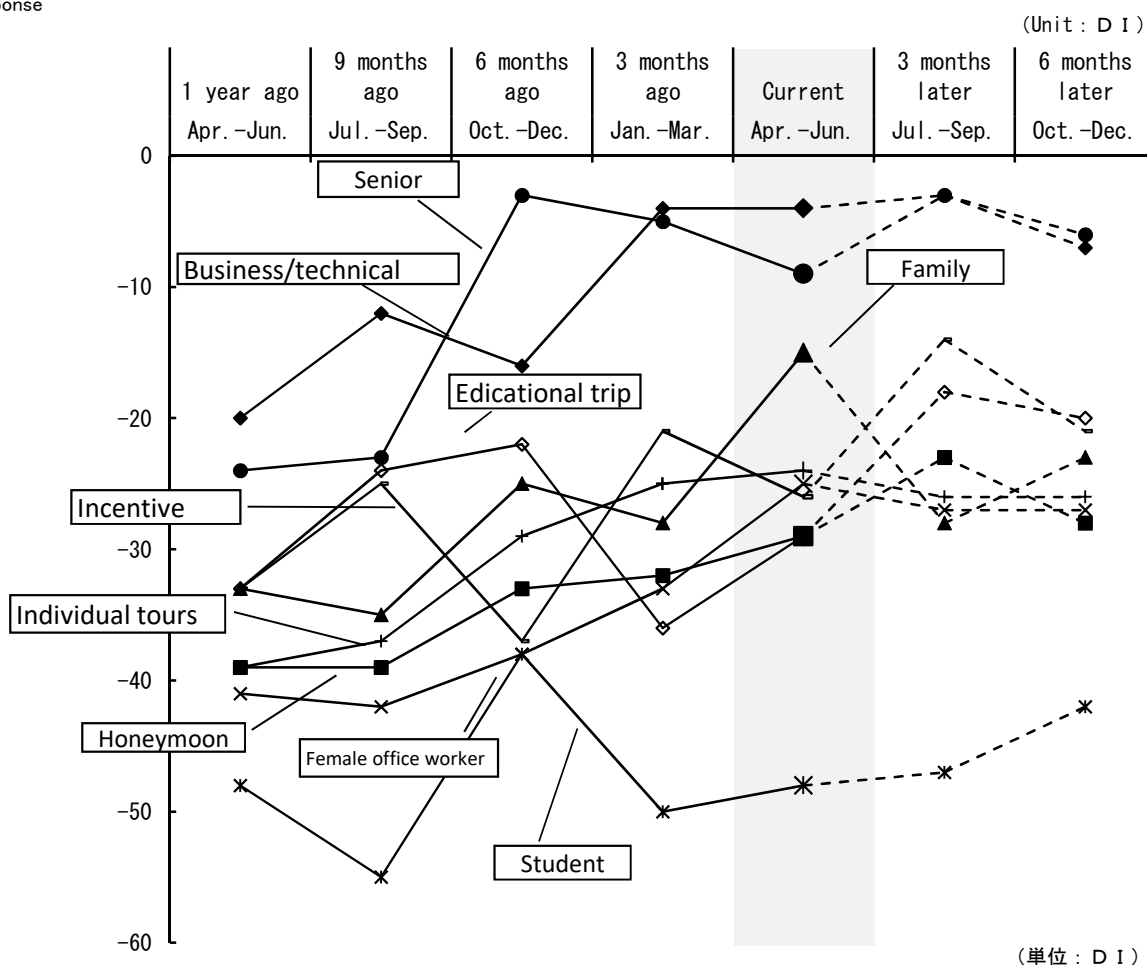 (Unit : ＤＩ)
1 year ago
Apr.-Jun.
9 months
ago
Jul.-Sep.
6 months
ago
Oct.-Dec.
3 months
ago
Jan.-Mar.
Current
Apr.-Jun.
3 months
later
Jul.-Sep.
6 months
later
Oct.-Dec.
0
-10
-20
-30
-40
-50
-60
Senior
Business/technical
Family
Edicational trip
Incentive
Individual tours
Honeymoon
Female office worker
Student
(単位：ＤＩ)